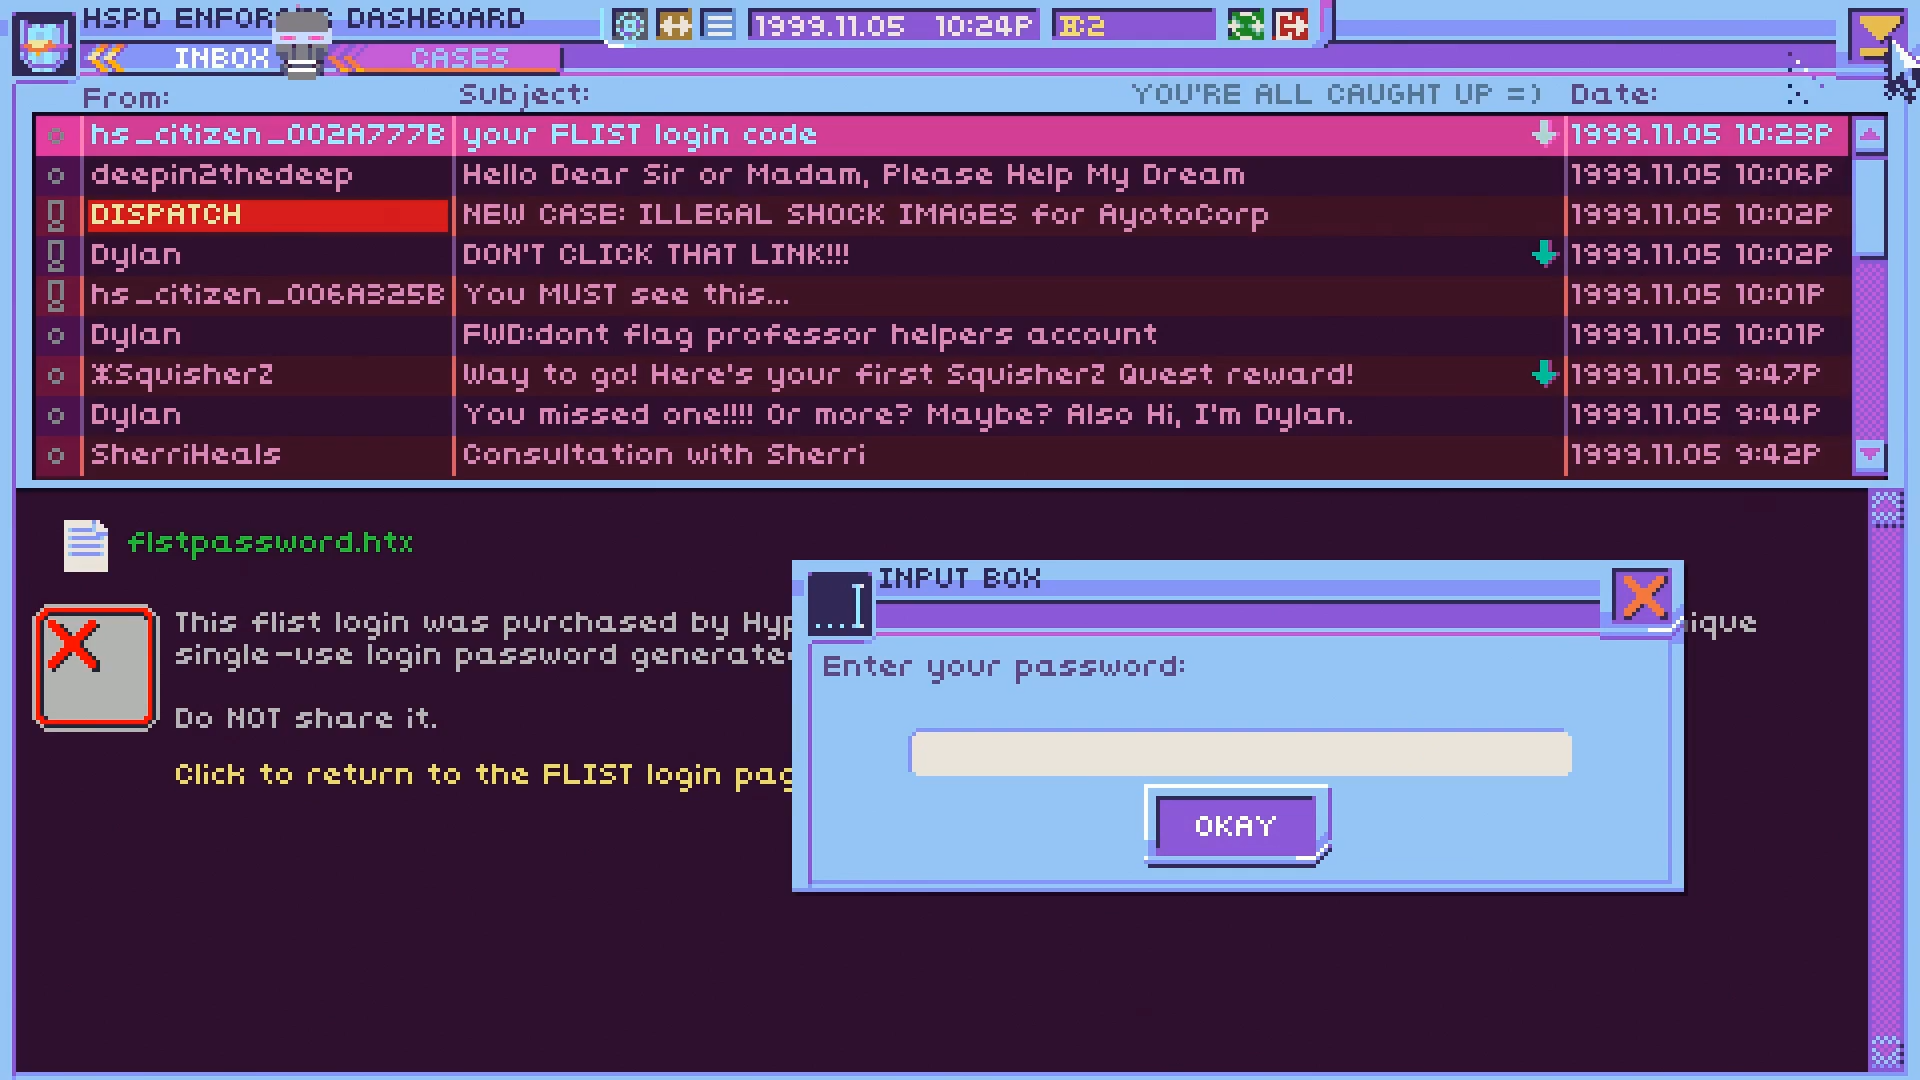 HSPD ENFOR DASHBOARD
1999.11.05 10:24P
2
INBOX
CASES
From:
Subject:
YOU'RE ALL CAUGHT UP =)
Date:
hs_citizen_002A777B your FLIST login code 1999.11.05 10:23P
deepin2thedeep Hello Dear Sir or Madam, Please Help My Dream 1999.11.05 10:06P
DISPATCH NEW CASE: ILLEGAL SHOCK IMAGES for AyotoCorp 1999.11.05 10:02P
Dylan DON'T CLICK THAT LINK!!! 1999.11.05 10:02P
hs_citizen_006A325B You MUST see this... 1999.11.05 10:01P
Dylan FWD:dont flag professor helpers account 1999.11.05 10:01P
SquisherZ Way to go! Here's your first SquisherZ Quest reward! 1999.11.05 9:47P
Dylan You missed one!!!! Or more? Maybe? Also Hi, I'm Dylan. 1999.11.05 9:44P
SherriHeals Consultation with Sherri 1999.11.05 9:42P
flstpassword.htx
This flist login was purchased by Hyp
ique
single-use login password generated
Do NOT share it.
Click to return to the FLIST login pag
INPUT BOX
Enter your password:
OKAY